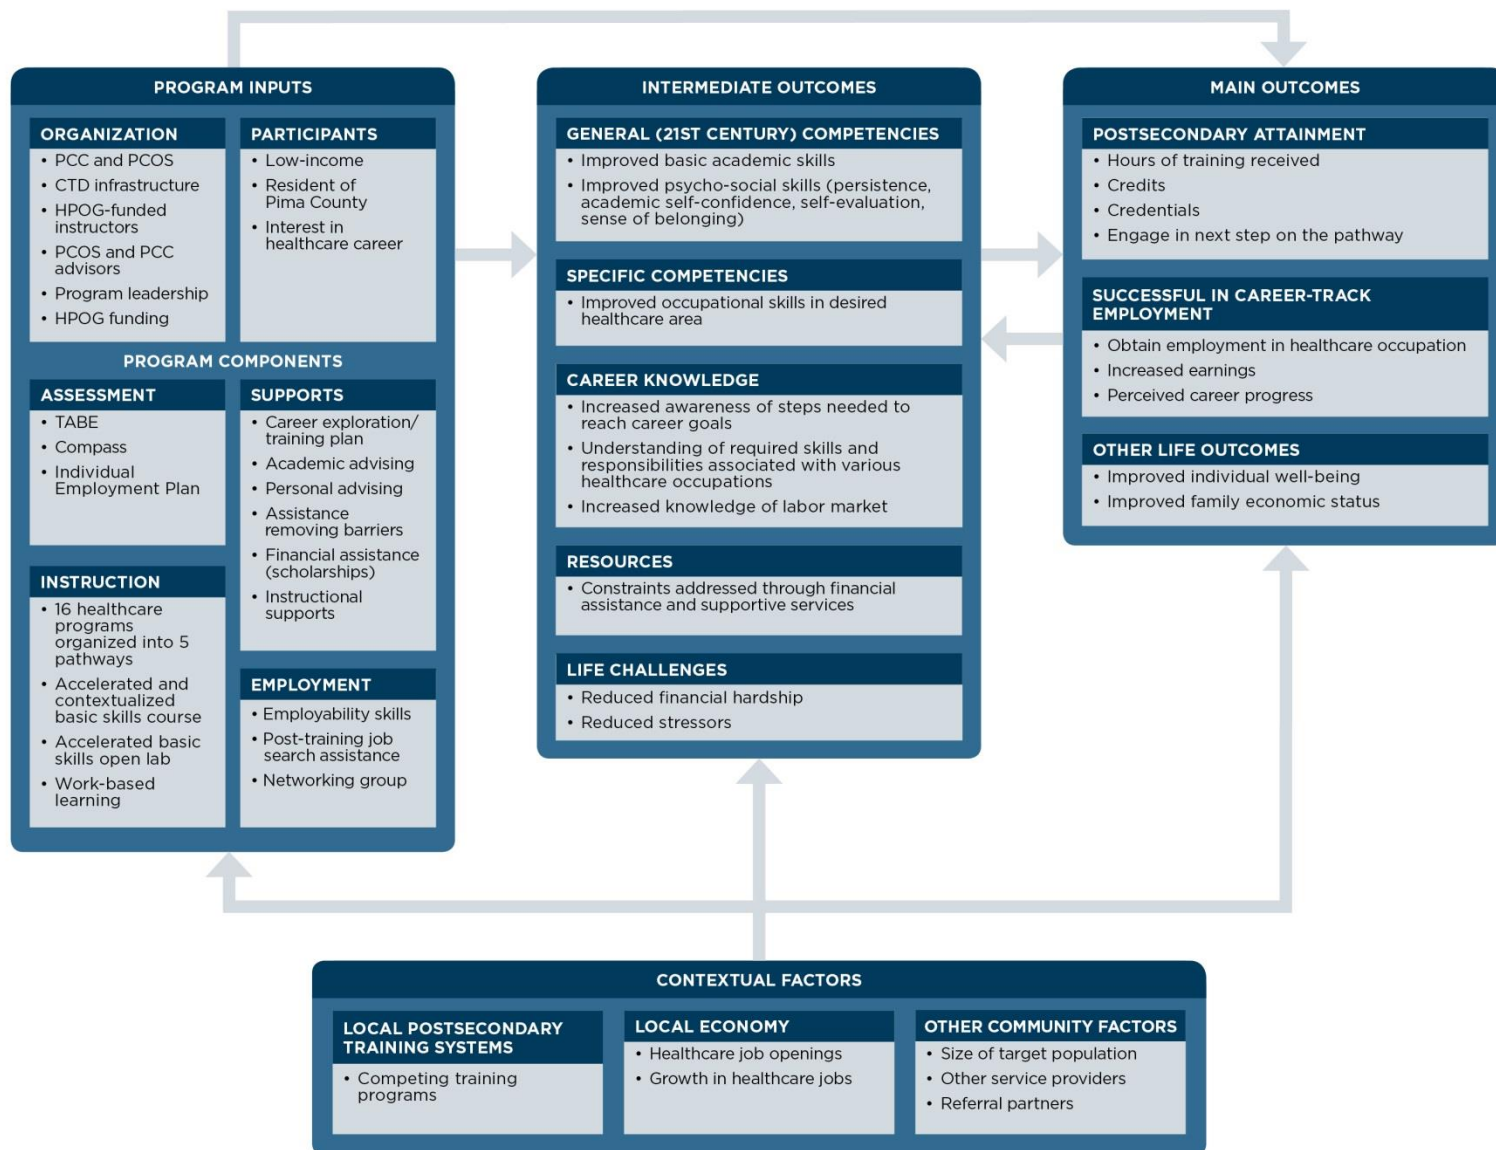 PROGRAM INPUTS
ORGANIZATION
• PCC and PCOS
• CTD infrastructure
• HPOG-funded
instructors
• PCOS and PCC
advisors
• Program leadership
• HPOG funding
PARTICIPANTS
• Low-income
• Resident of
Pima County
• Interest in
healthcare career
PROGRAM COMPONENTS
ASSESSMENT
• TABE
• Compass
• Individual
Employment Plan
INSTRUCTION
• 16 healthcare
programs
organized into 5
pathways
• Accelerated and
contextualized
basic skills course
• Accelerated basic
skills open lab
• Work-based
learning
SUPPORTS
• Career exploration/
training plan
• Academic advising
• Personal advising
• Assistance
removing barriers
• Financial assistance
(scholarships)
• Instructional
supports
EMPLOYMENT
• Employability skills
• Post-training job
search assistance
• Networking group
INTERMEDIATE OUTCOMES
GENERAL (21ST CENTURY) COMPETENCIES
• Improved basic academic skills
• Improved psycho-social skills (persistence,
academic self-confidence, self-evaluation,
sense of belonging)
SPECIFIC COMPETENCIES
• Improved occupational skills in desired
healthcare area
CAREER KNOWLEDGE
• Increased awareness of steps needed to
reach career goals
• Understanding of required skills and
responsibilities associated with various
healthcare occupations
• Increased knowledge of labor market
RESOURCES
• Constraints addressed through financial
assistance and supportive services
LIFE CHALLENGES
• Reduced financial hardship
• Reduced stressors
MAIN OUTCOMES
POSTSECONDARY ATTAINMENT
• Hours of training received
• Credits
• Credentials
• Engage in next step on the pathway
SUCCESSFUL IN CAREER-TRACK
EMPLOYMENT
• Obtain employment in healthcare occupation
• Increased earnings
• Perceived career progress
OTHER LIFE OUTCOMES
• Improved individual well-being
• Improved family economic status
CONTEXTUAL FACTORS
LOCAL POSTSECONDARY
TRAINING SYSTEMS
• Competing training
programs
LOCAL ECONOMY
• Healthcare job openings
• Growth in healthcare jobs
OTHER COMMUNITY FACTORS
• Size of target population
• Other service providers
• Referral partners